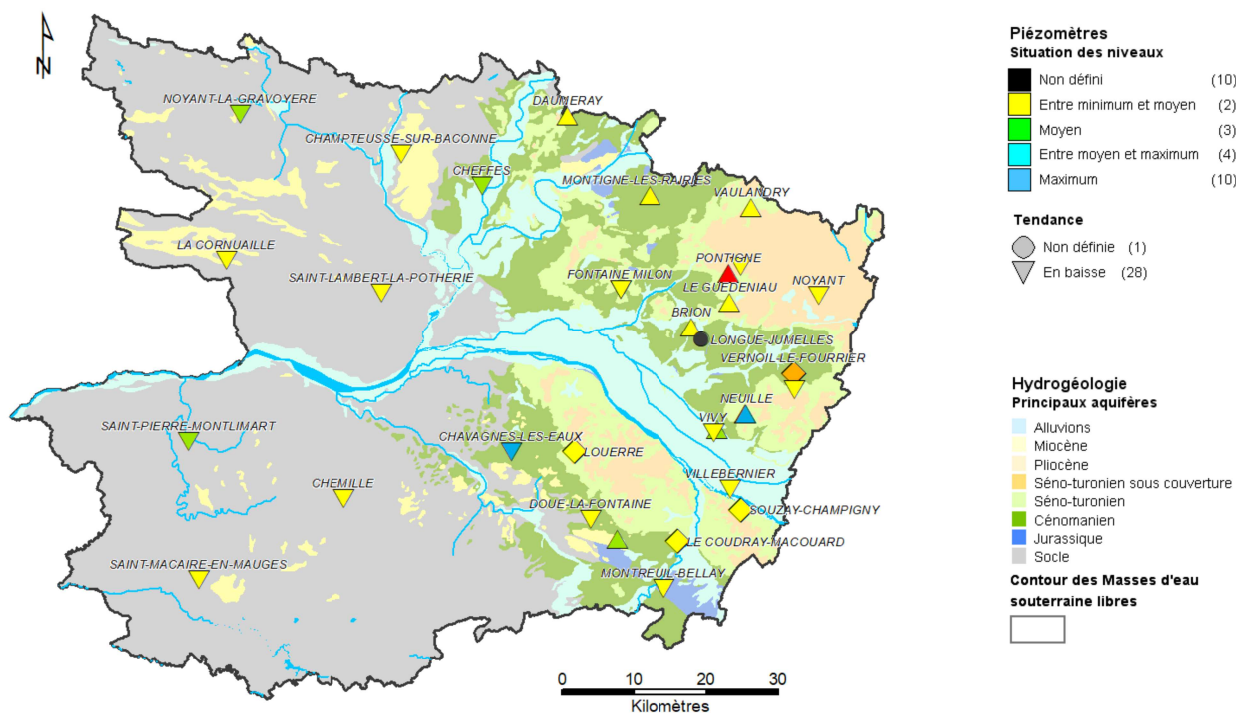 N
NOYANT-LA-GRAVOYERE
DAUMERAY
CHAMPTEUSSE-SUR-BACONNE
CHEFFES
MONTIGNE-LES-RAIRIES
VAULANDRY
LA CORNUAILLE
PONTIGNE
SAINT-LAMBERT-LA-POTHERIE
FONTAINE MILON
NOYANT
LE GUEDENIAU
BRION
LONGUE-JUMELLES
VERNOIL-LE-FOURRIER
NEUILLE
VIVY
SAINT-PIERRE-MONTLIMART
CHAVAGNES-LES-EAUX
LOUERRE
VILLEBERNIER
CHEMILLE
DOUE-LA-FONTAINE
SOUZAY-CHAMPIGNY
LE COUDRAY-MACOUARD
SAINT-MACAIRE-EN-MAUGES
MONTREUIL-BELLAY
0 10 20 30
Kilomètres
Piézomètres
Situation des niveaux
Non défini (10)
Entre minimum et moyen (2)
Moyen (3)
Entre moyen et maximum (4)
Maximum (10)
Tendance
Non définie (1)
En baisse (28)
Hydrogéologie
Principaux aquifères
Alluvions
Miocène
Pliocène
Séno-turonien sous couverture
Séno-turonien
Cénomanien
Jurassique
Socle
Contour des Masses d'eau
souterraine libres